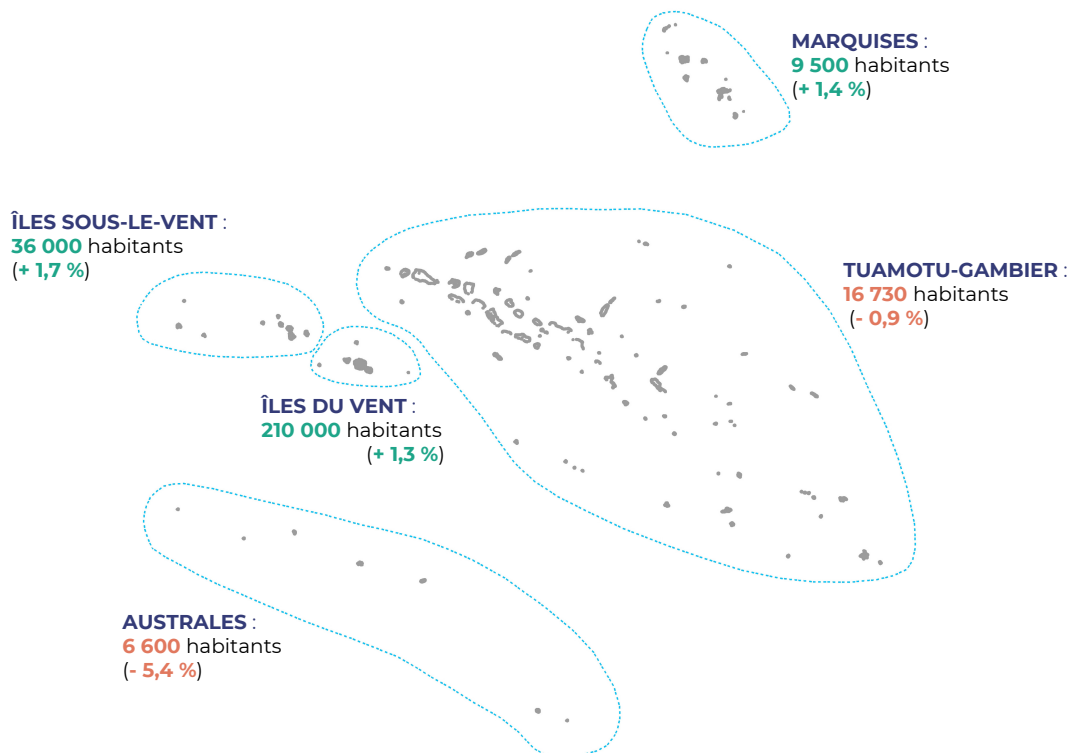 MARQUISES :
9 500 habitants
(+ 1,4 %)
ÎLES SOUS-LE-VENT :
36 000 habitants
(+ 1,7 %)
TUAMOTU-GAMBIER :
16 730 habitants
(- 0,9 %)
ÎLES DU VENT :
210 000 habitants
(+ 1,3 %)
AUSTRALES :
6 600 habitants
(- 5,4 %)